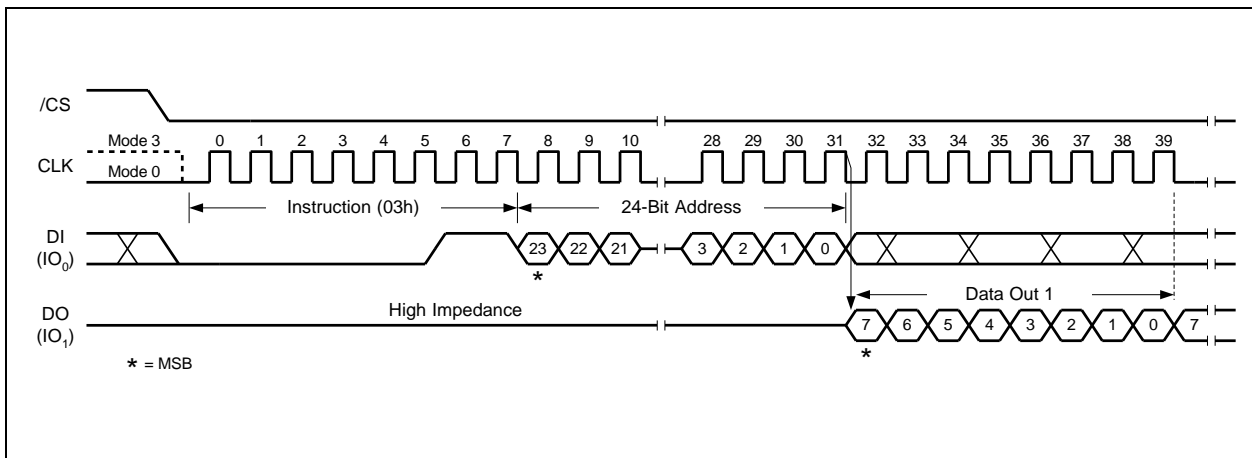 /CS
Mode 3 0 1 2 3 4 5 6 7 8 9 10 28 29 30 31 32 33 34 35 36 37 38 39
CLK Mode 0
Instruction (03h) 24-Bit Address
DI
(IO0) 23 22 21 3 2 1 0
*
Data Out 1
High Impedance
DO
(IO1) 7 6 5 4 3 2 1 0 7
*
* = MSB